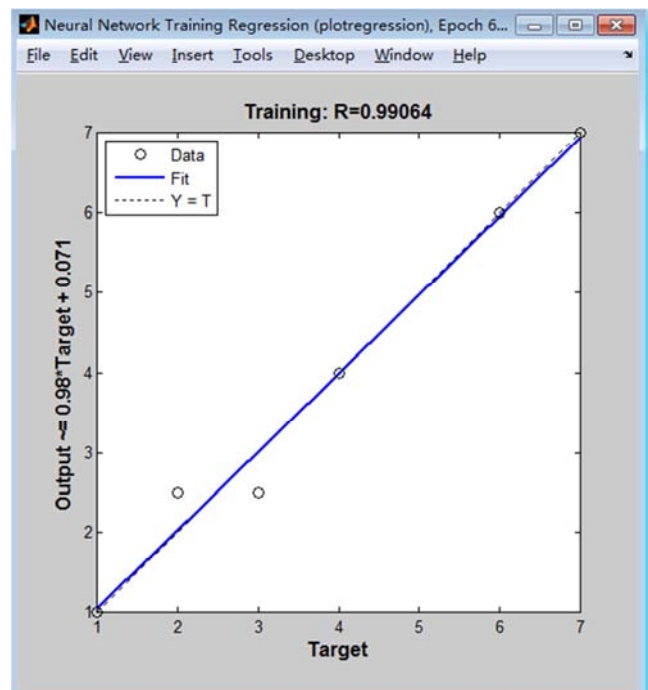 Neural Network Training Regression (plotregression), Epoch 6...
File Edit View Insert Tools Desktop Window Help
Training: R=0.99064
Data
Fit
Y = T
7
6
5
4
3
2
1
Output ~= 0.98*Target + 0.071
1 2 3 4 5 6 7
Target